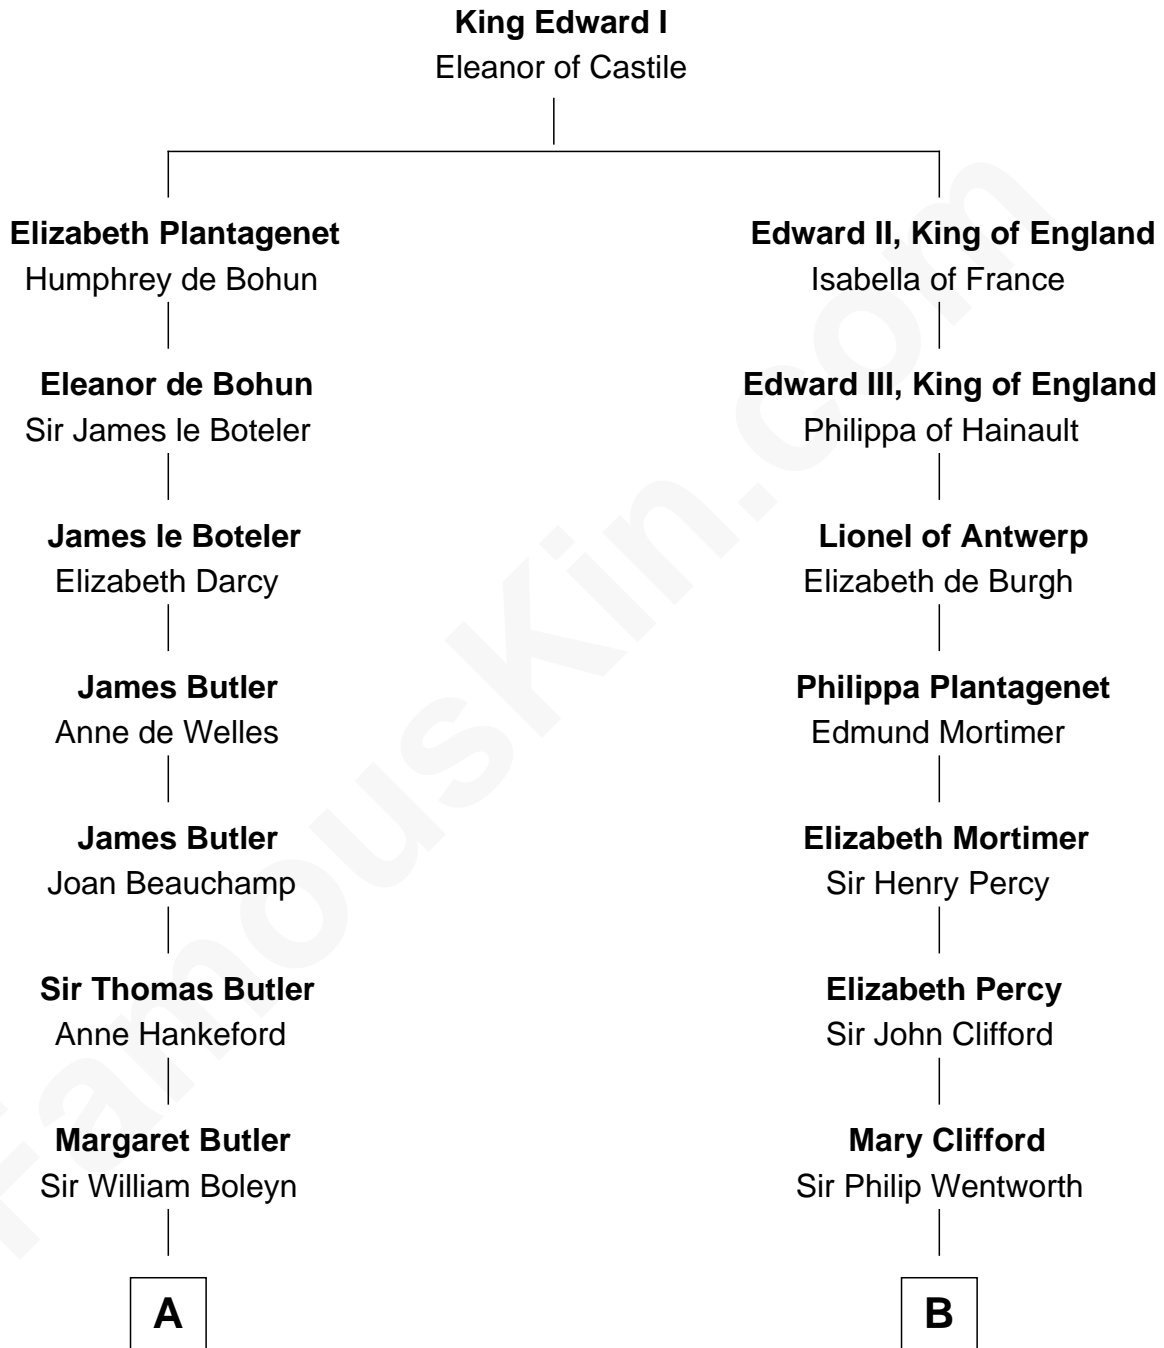 King Edward I
Eleanor of Castile
Elizabeth Plantagenet
Humphrey de Bohun
Edward II, King of England
Isabella of France
Eleanor de Bohun
Sir James le Boteler
Edward III, King of England
Philippa of Hainault
James le Boteler
Elizabeth Darcy
Lionel of Antwerp
Elizabeth de Burgh
James Butler
Anne de Welles
Philippa Plantagenet
Edmund Mortimer
James Butler
Joan Beauchamp
Elizabeth Mortimer
Sir Henry Percy
Sir Thomas Butler
Anne Hankeford
Elizabeth Percy
Sir John Clifford
Margaret Butler
Sir William Boleyn
Mary Clifford
Sir Philip Wentworth
A
B
FamousKin.com